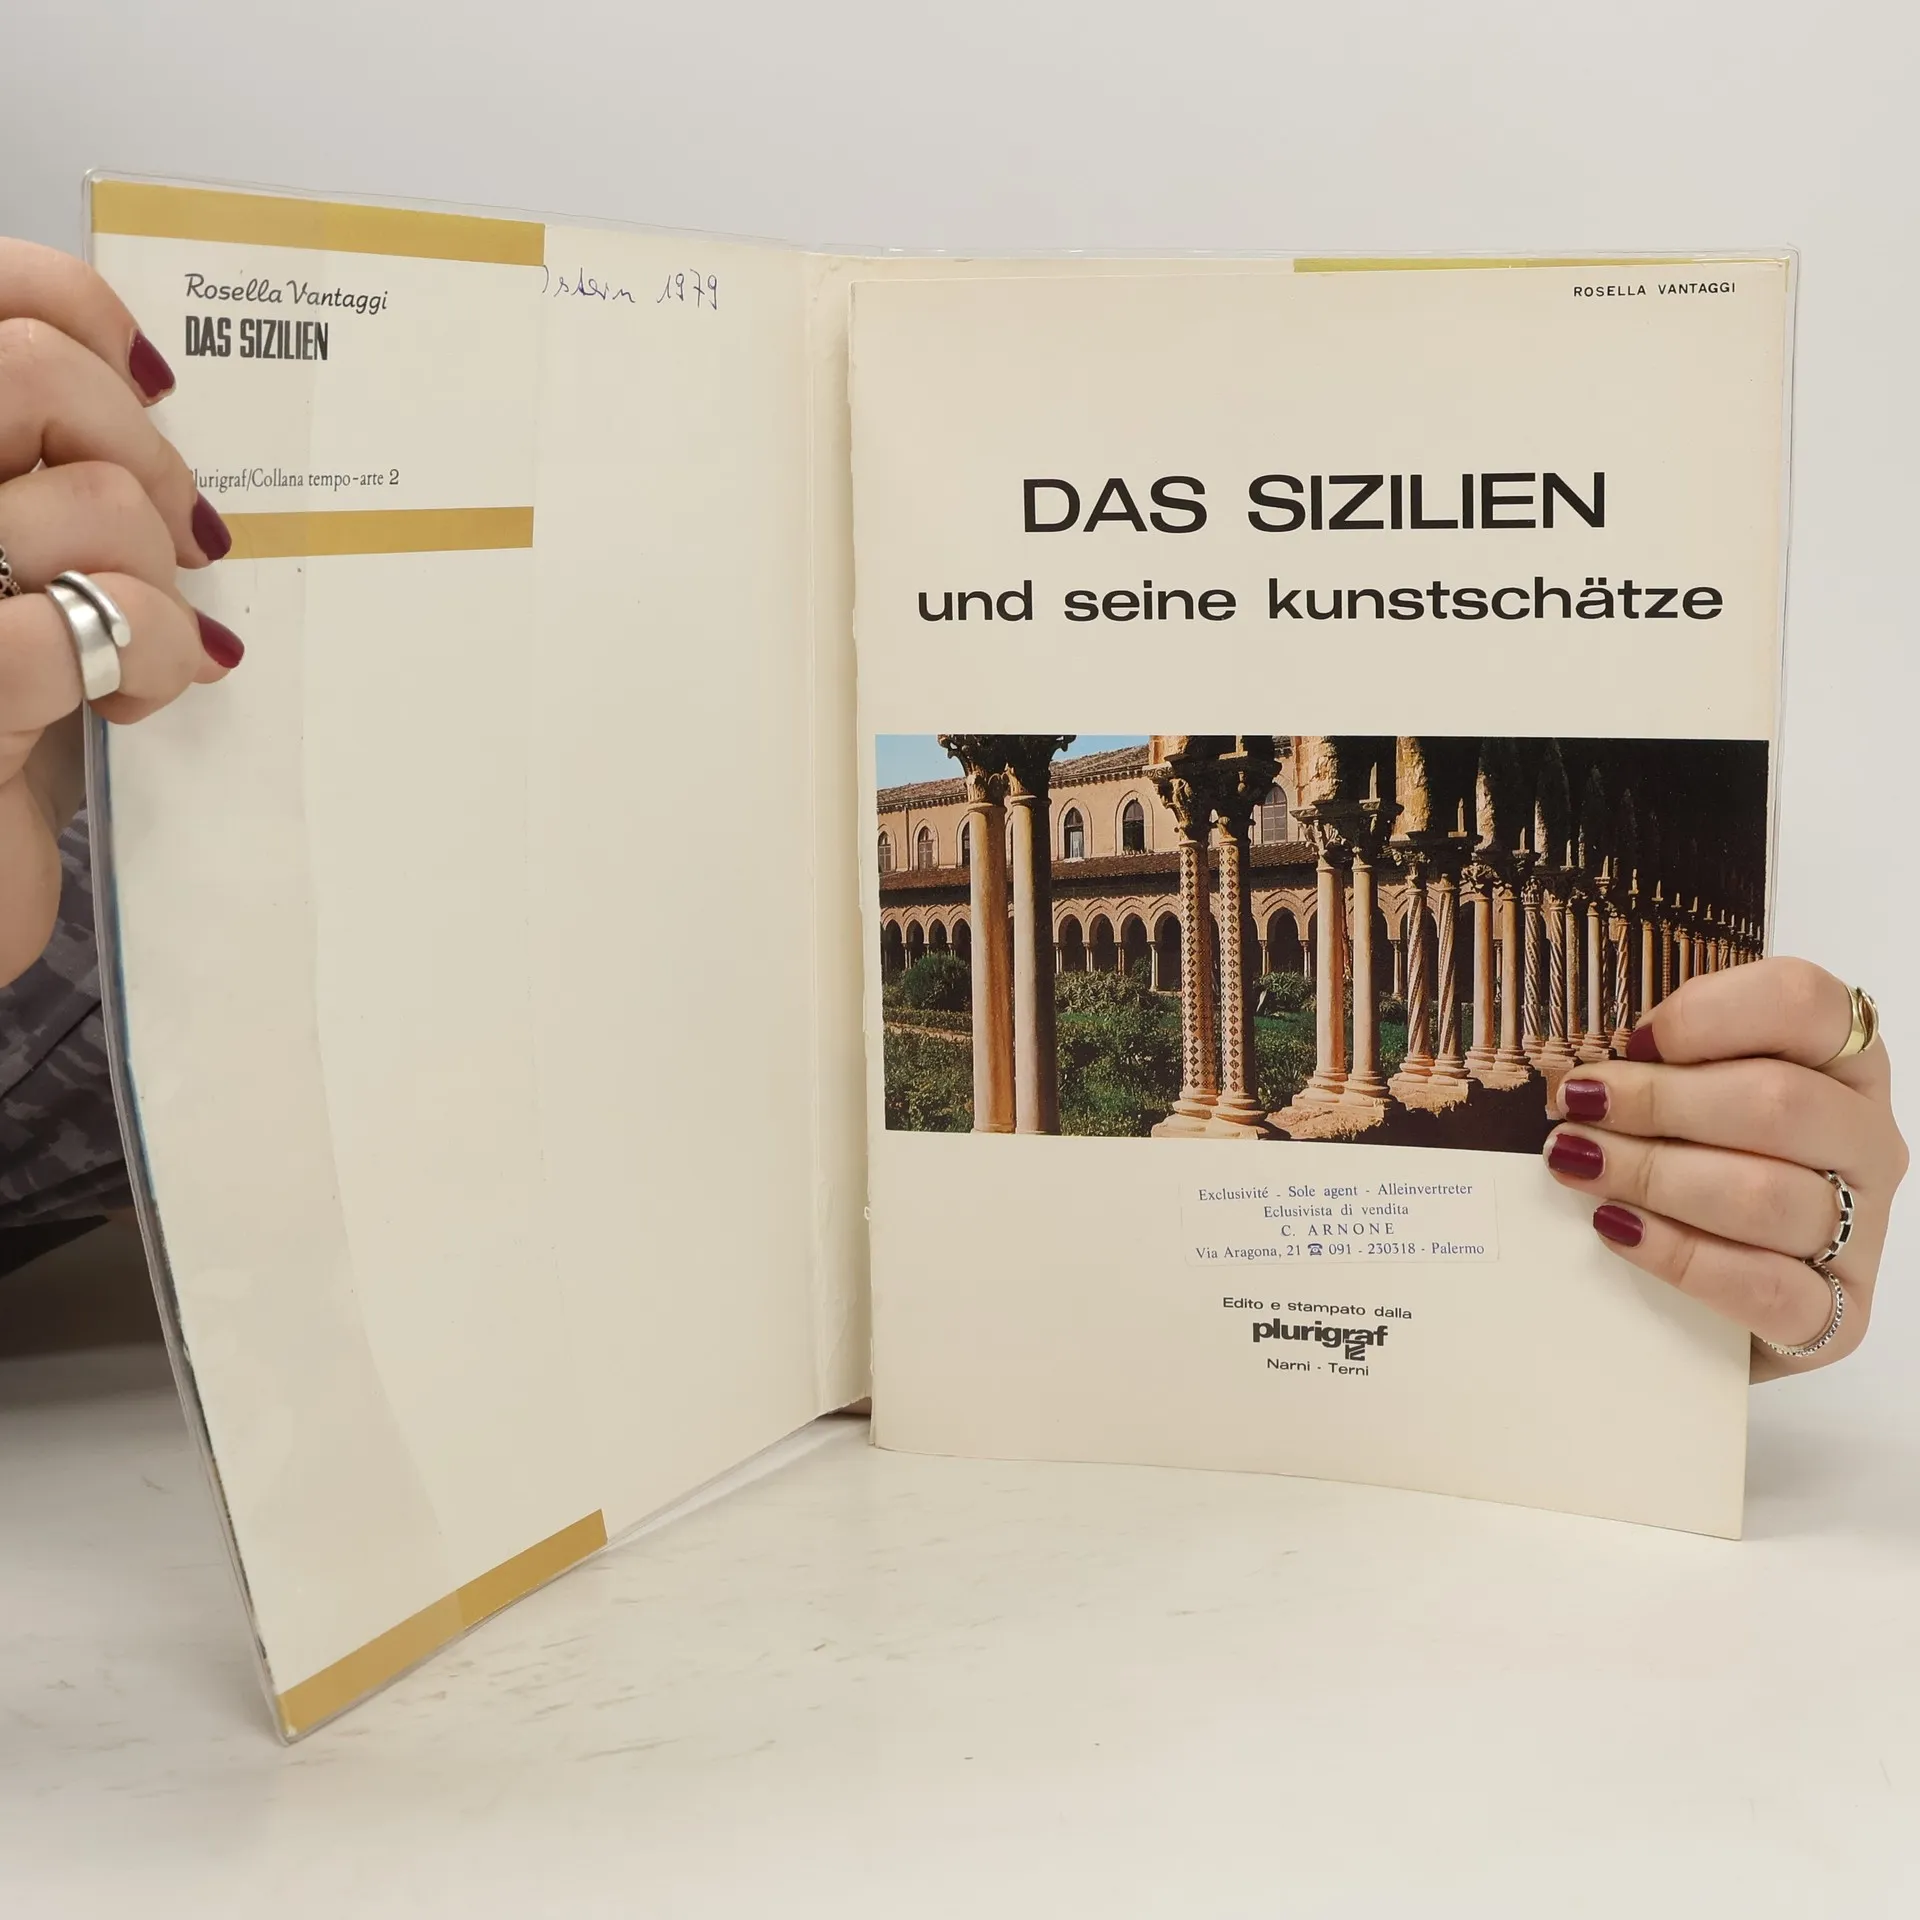 Rosella Vantaggi
DAS SIZILIEN
Plurigraf/Collana tempo-arte 2
Ostern 1979
ROSELLA VANTAGGI
DAS SIZILIEN
und seine kunstschätze
Exclusivité - Sole agent - Alleinvertreter
Eclusivista di vendita
C. ARNONE
Via Aragona, 21 ☎ 091 - 230318 - Palermo
Edito e stampato dalla
plurigraf
Narni - Terni